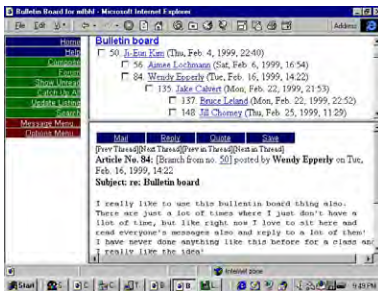 Bulletin Board for mfbhl - Microsoft Internet Explorer
File Edit V
Address
Home
Help
Compose
Forum
Show Unread
Catch Up All
Update Listing
Search
Message Menu
Options Menu
Bulletin board
50. Ji-Eun Kim (Thu, Feb. 4, 1999, 22:40)
56. Aimee Lochmann (Sat, Feb. 6, 1999, 16:54)
84. Wendy Epperly (Tue, Feb. 16, 1999, 14:22)
135. Jake Calvert (Mon, Feb. 22, 1999, 21:53)
137. Bruce Leland (Mon, Feb. 22, 1999, 22:52)
148. Jill Chorney (Thu, Feb. 25, 1999, 11:29)
Mail Reply Quote Save
[Prev Thread][Next Thread][Prev in Thread][Next in Thread]
Article No. 84: [Branch from no. 50] posted by Wendy Epperly on Tue,
Feb. 16, 1999, 14:22
Subject: re: Bulletin board
I really like to use this bulletin board thing also.
There are just a lot of times where I just don't have a
lot of time, but like right now I love to sit here and
read everyone's messages also and reply to a lot of them!
I have never done anything like this before for a class and
I really like the idea!
Internet zone
Start
9:49 PM